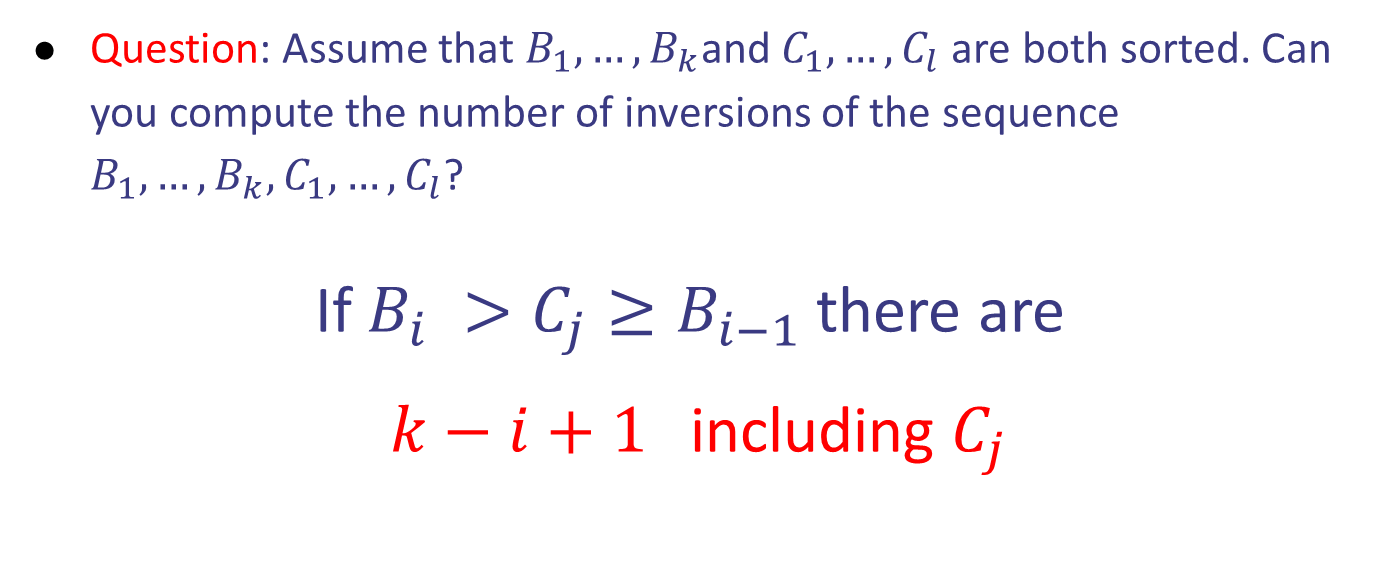 • Question: Assume that B₁, …, Bₖ and C₁, …, Cₗ are both sorted. Can
you compute the number of inversions of the sequence
B₁, …, Bₖ, C₁, …, Cₗ?
If Bᵢ > Cⱼ ≥ Bᵢ₋₁ there are
k − i + 1 including Cⱼ